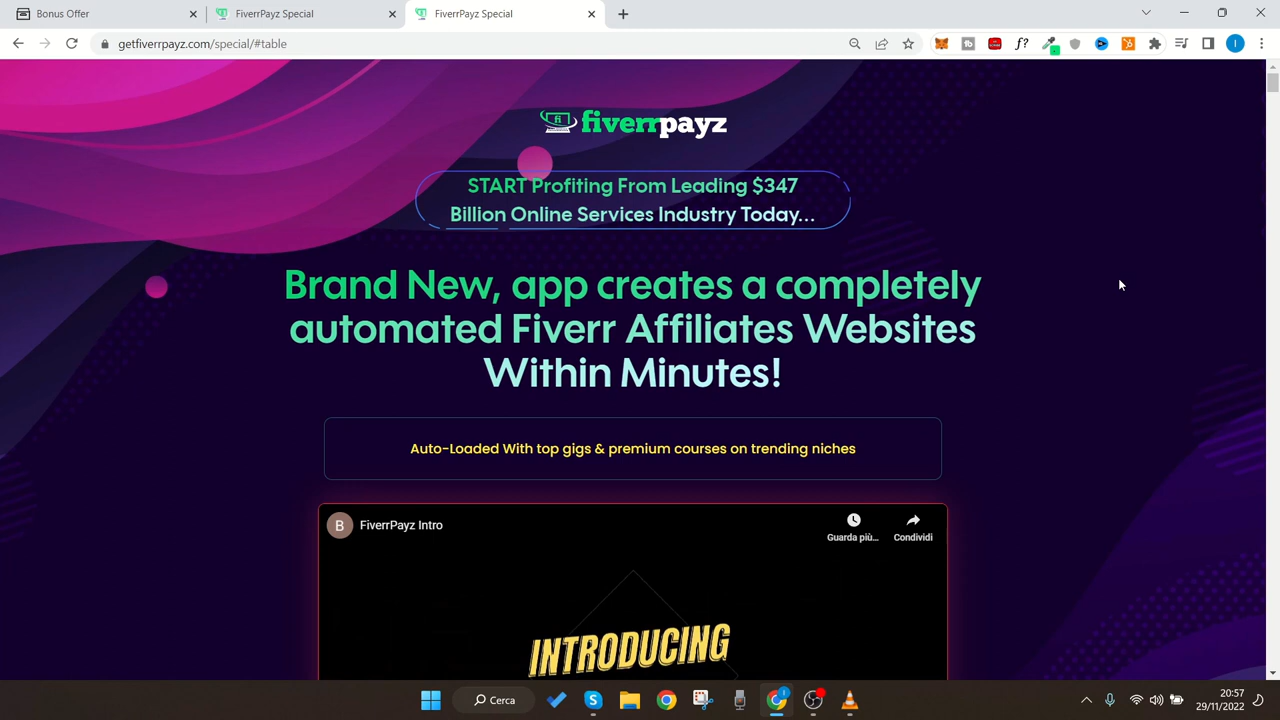 Bonus Offer
FiverrPayz Special
FiverrPayz Special
getfiverrpayz.com/special/#table
fiverrpayz
START Profiting From Leading $347
Billion Online Services Industry Today...
Brand New, app creates a completely
automated Fiverr Affiliates Websites
Within Minutes!
Auto-Loaded With top gigs & premium courses on trending niches
B
FiverrPayz Intro
Guarda più...
Condividi
INTRODUCING
Cerca
20:57
29/11/2022